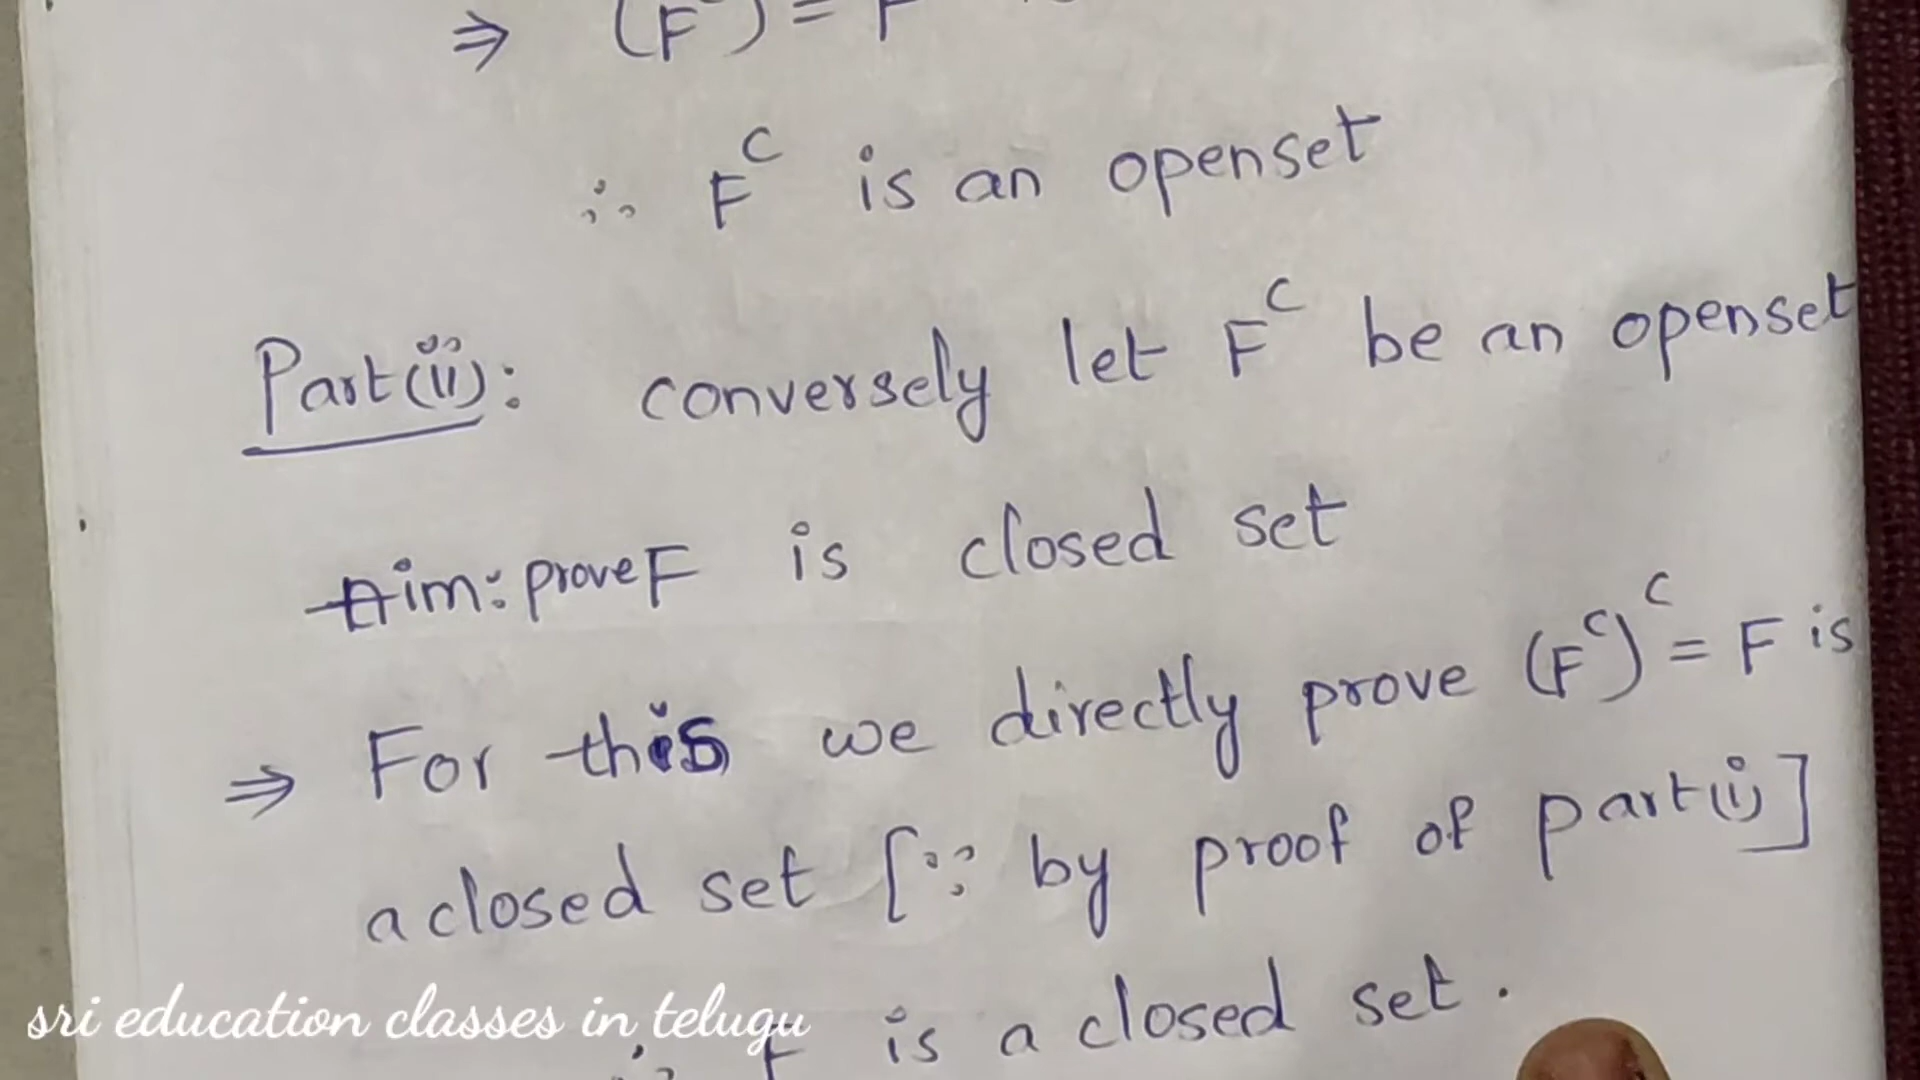 ⇒ (F^c) = F
∴ F^c is an openset
Part(ii): conversely let F^c be an openset
Aim: prove F is closed set
⇒ For this we directly prove (F^c)^c = F is
a closed set [∵ by proof of part(i)]
∴ F is a closed set.
sri education classes in telugu